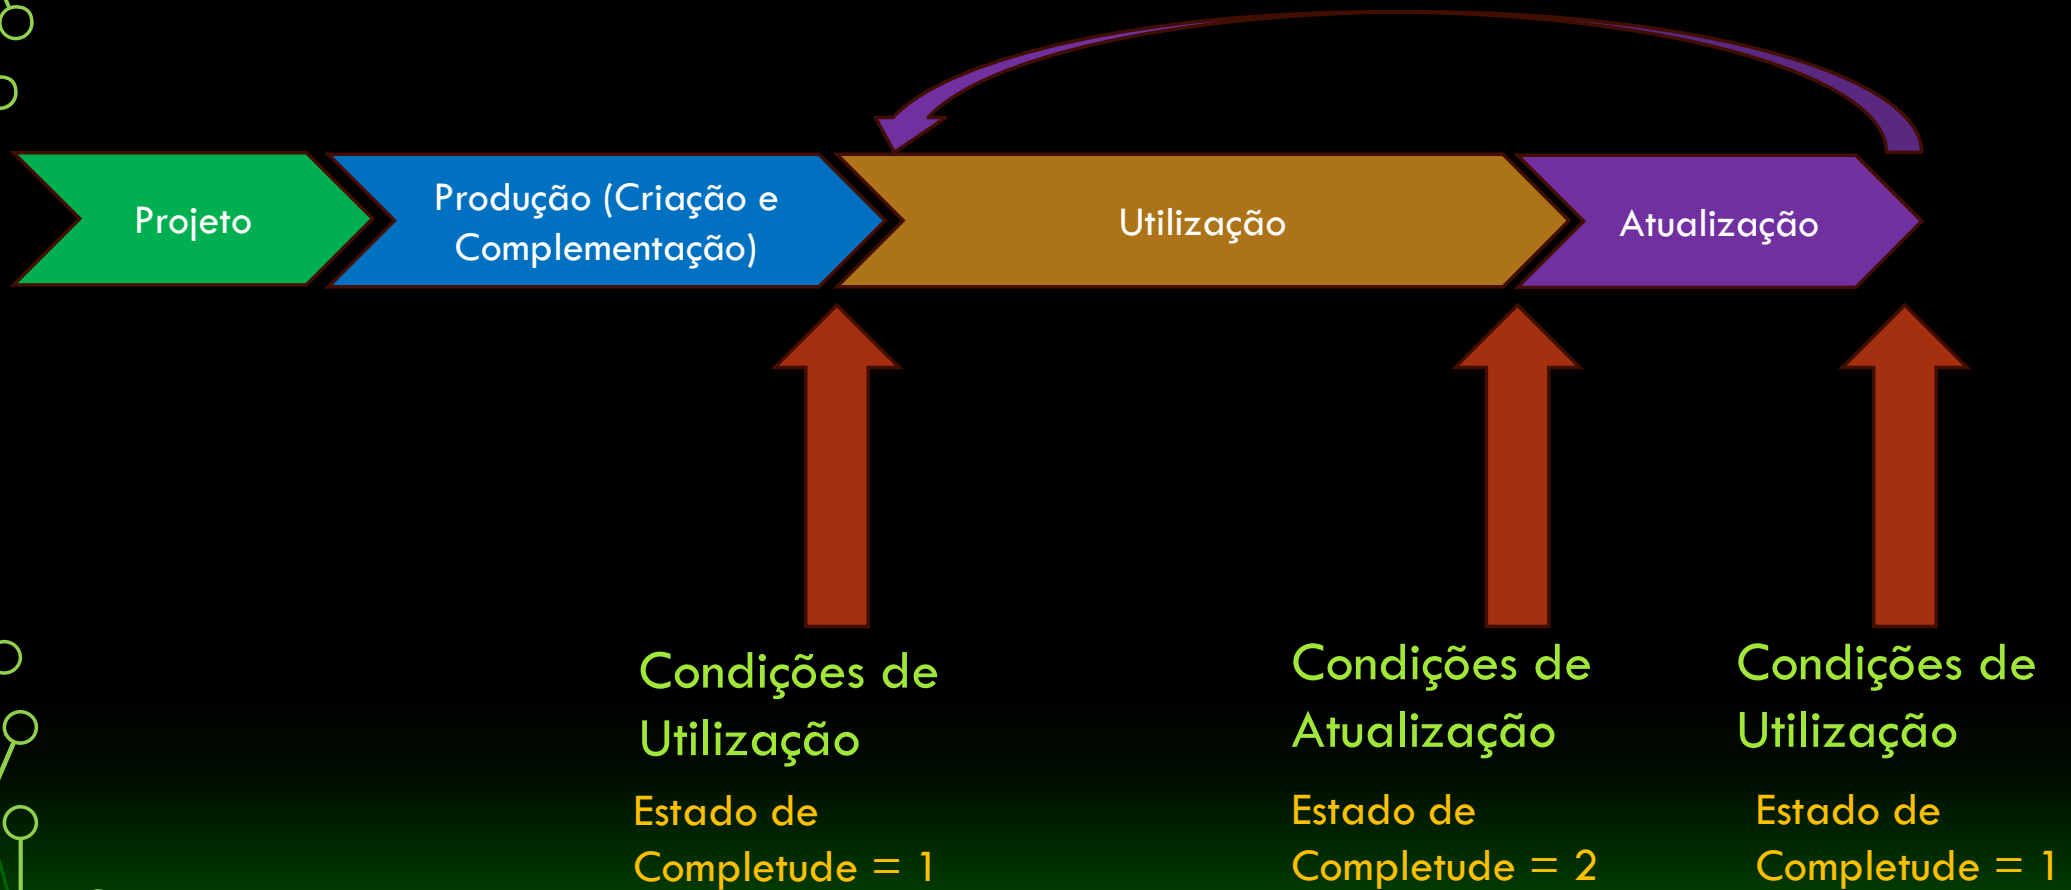 Projeto
Produção (Criação e
Complementação)
Utilização
Atualização
Condições de
Utilização
Estado de
Completude = 1
Condições de
Atualização
Estado de
Completude = 2
Condições de
Utilização
Estado de
Completude = 1